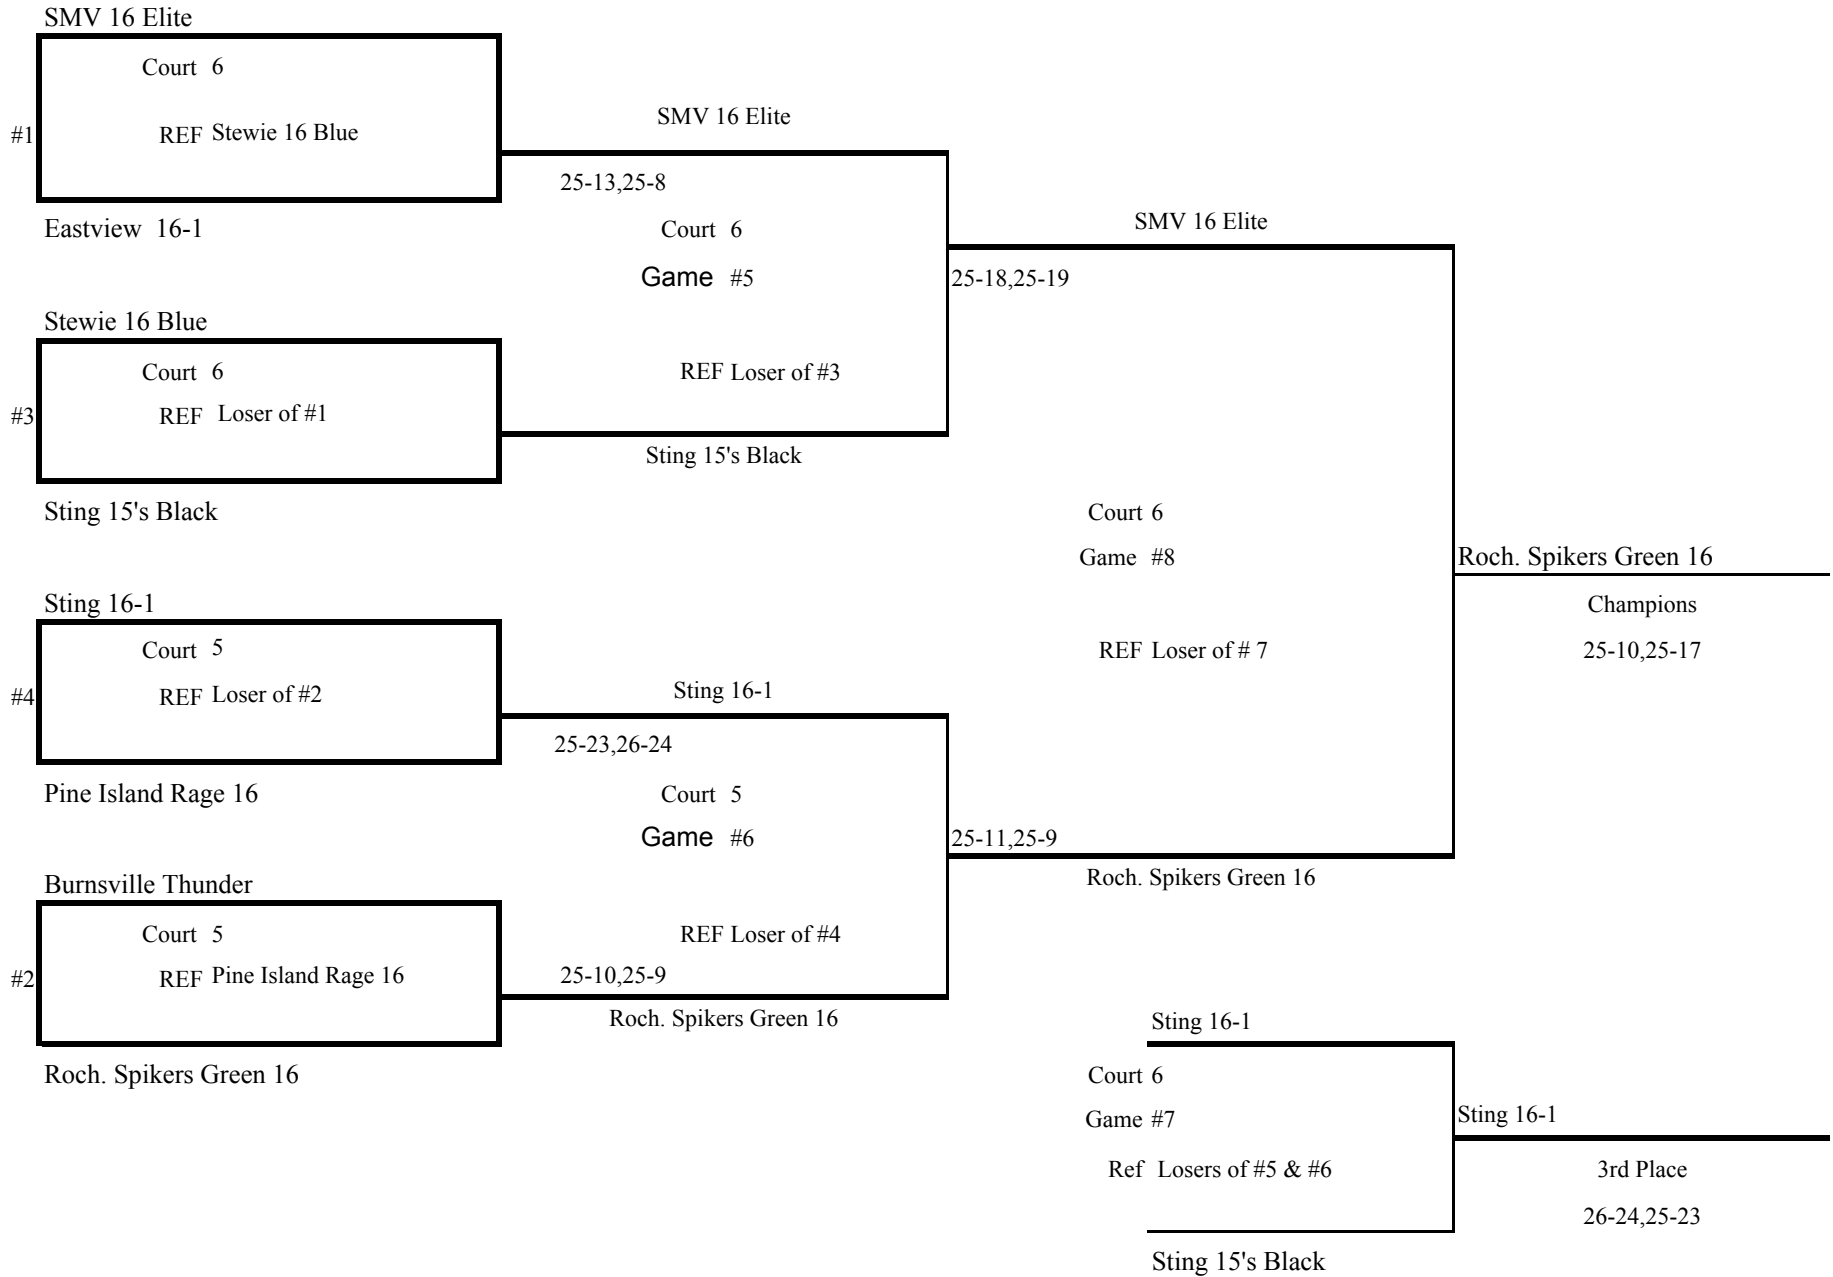 SMV 16 Elite
Court 6
#1 REF Stewie 16 Blue
Eastview 16-1
SMV 16 Elite
25-13,25-8
Court 6
Game #5
REF Loser of #3
Stewie 16 Blue
Court 6
#3 REF Loser of #1
Sting 15's Black
Sting 15's Black
SMV 16 Elite
25-18,25-19
Court 6
Game #8
REF Loser of # 7
Roch. Spikers Green 16
Champions
25-10,25-17
Sting 16-1
Court 5
#4 REF Loser of #2
Pine Island Rage 16
Sting 16-1
25-23,26-24
Court 5
Game #6
REF Loser of #4
25-11,25-9
Roch. Spikers Green 16
Burnsville Thunder
Court 5
#2 REF Pine Island Rage 16
Roch. Spikers Green 16
25-10,25-9
Roch. Spikers Green 16
Sting 16-1
Court 6
Game #7
Ref Losers of #5 & #6
Sting 15's Black
Sting 16-1
3rd Place
26-24,25-23